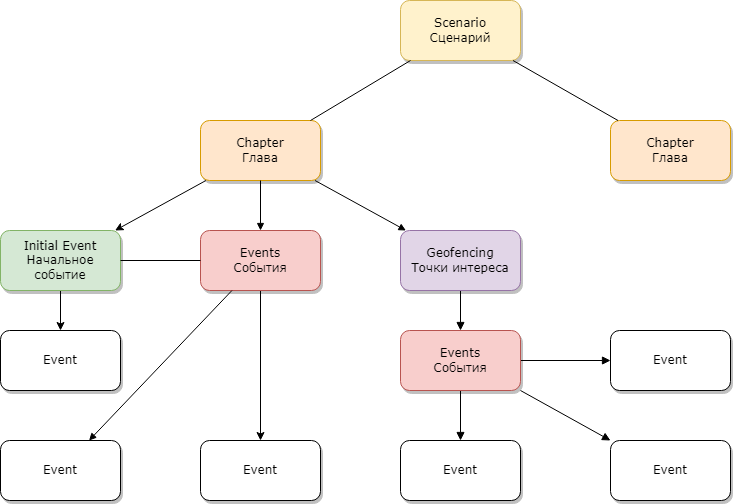 Scenario
Сценарий
Chapter
Глава
Chapter
Глава
Initial Event
Начальное
событие
Events
События
Geofencing
Точки интереса
Event
Events
События
Event
Event
Event
Event
Event